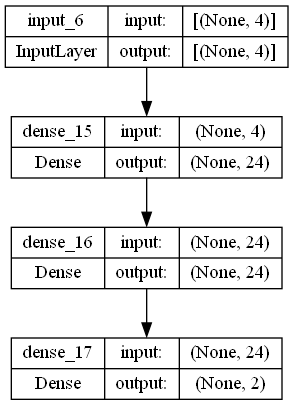 input_6 input: [(None, 4)]
InputLayer output: [(None, 4)]
dense_15 input: (None, 4)
Dense output: (None, 24)
dense_16 input: (None, 24)
Dense output: (None, 24)
dense_17 input: (None, 24)
Dense output: (None, 2)